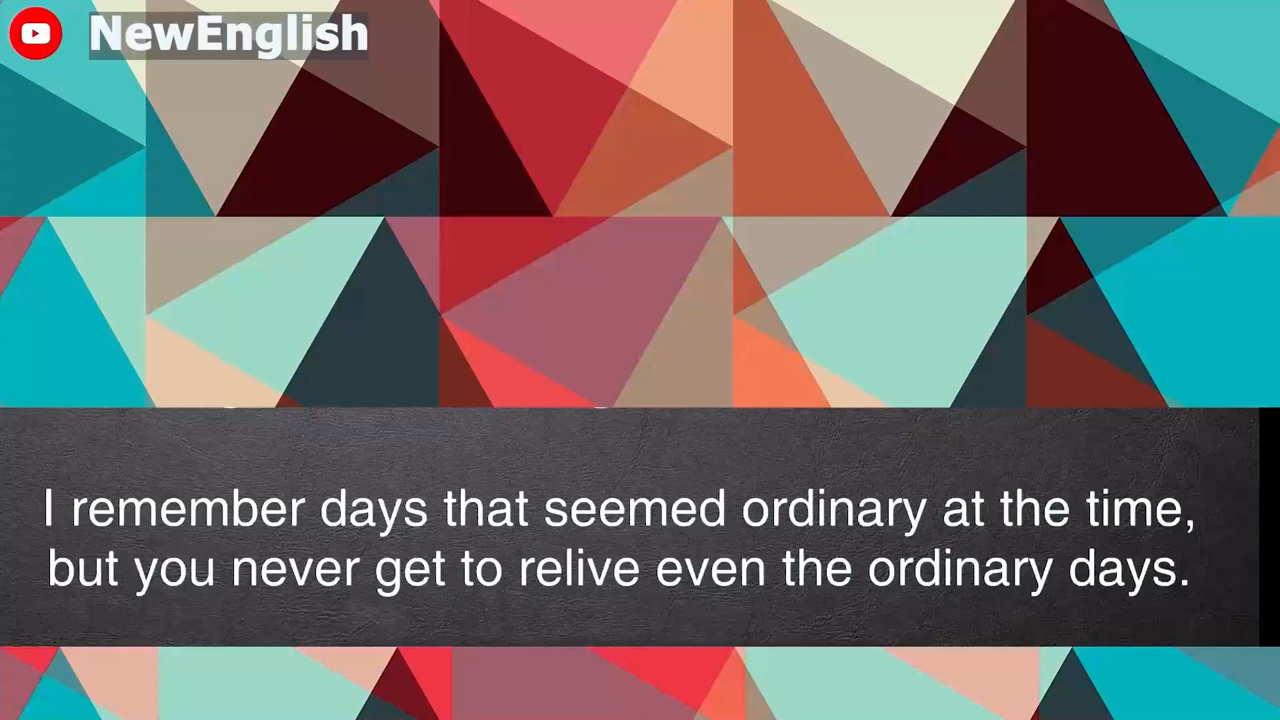 NewEnglish
I remember days that seemed ordinary at the time,
but you never get to relive even the ordinary days.